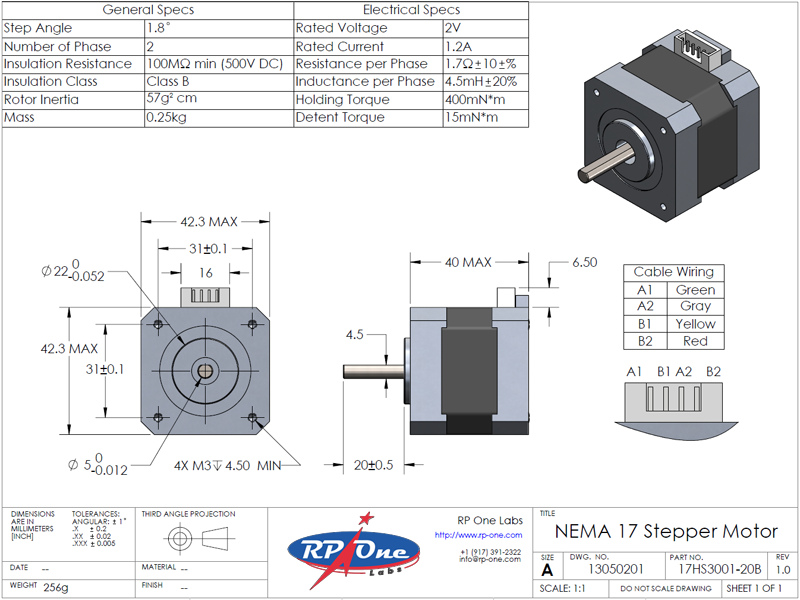 General Specs Electrical Specs
Step Angle 1.8° Rated Voltage 2V
Number of Phase 2 Rated Current 1.2A
Insulation Resistance 100MΩ min (500V DC) Resistance per Phase 1.7Ω±10±%
Insulation Class Class B Inductance per Phase 4.5mH±20%
Rotor Inertia 57g² cm Holding Torque 400mN*m
Mass 0.25kg Detent Torque 15mN*m
42.3 MAX
31±0.1
16
Ø22 0 -0.052
42.3 MAX
31±0.1
Ø 5 0 -0.012
4X M3↧ 4.50 MIN
40 MAX
6.50
4.5
20±0.5
Cable Wiring
A1 Green
A2 Gray
B1 Yellow
B2 Red
A1 B1 A2 B2
DIMENSIONS
ARE IN
MILLIMETERS
[INCH]
TOLERANCES:
ANGULAR: ± 1°
.X ± 0.2
.XX ± 0.02
.XXX ± 0.005
THIRD ANGLE PROJECTION
DATE --
MATERIAL --
WEIGHT 256g
FINISH --
RP One
Labs
RP One Labs
http://www.rp-one.com
+1 (917) 391-2322
info@rp-one.com
TITLE
NEMA 17 Stepper Motor
SIZE DWG. NO. PART NO. REV
A 13050201 17HS3001-20B 1.0
SCALE: 1:1 DO NOT SCALE DRAWING SHEET 1 OF 1